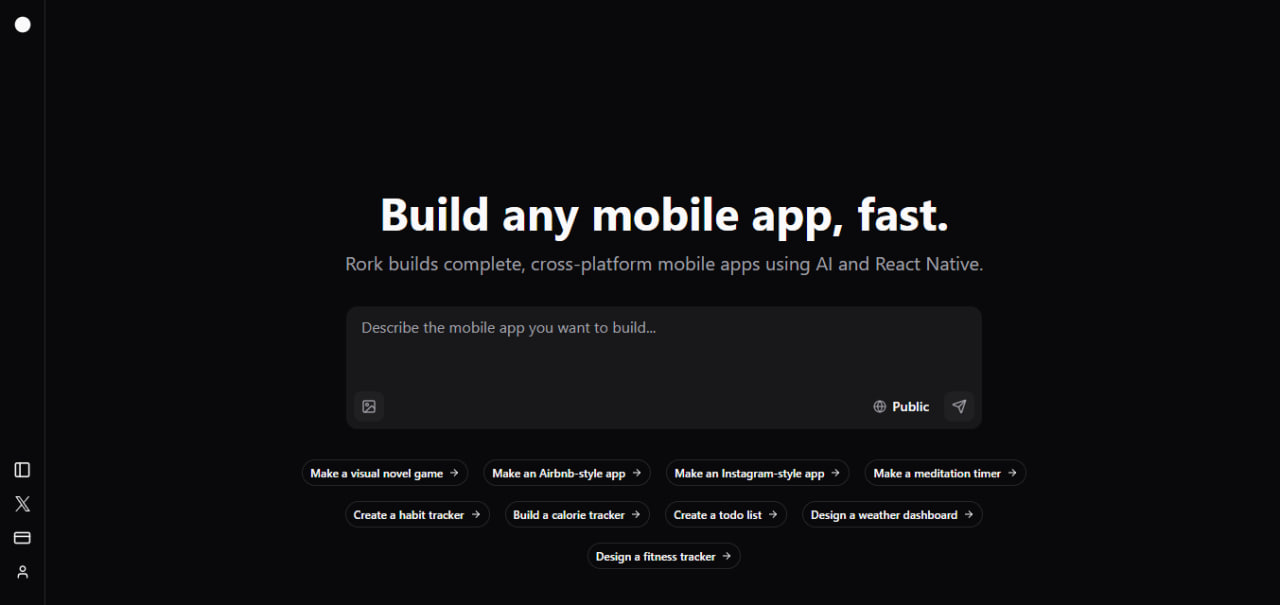 Build any mobile app, fast.
Rork builds complete, cross-platform mobile apps using AI and React Native.
Describe the mobile app you want to build...
Public
Make a visual novel game →
Make an Airbnb-style app →
Make an Instagram-style app →
Make a meditation timer →
Create a habit tracker →
Build a calorie tracker →
Create a todo list →
Design a weather dashboard →
Design a fitness tracker →